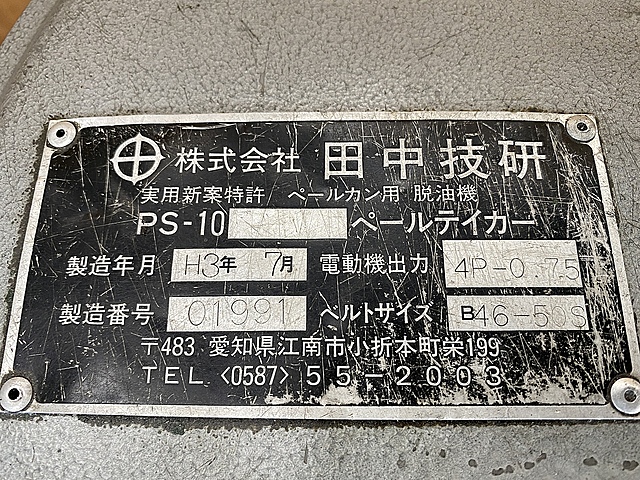 株式会社 田中技研
実用新案特許 ペールカン用 脱油機
PS-10 ペールテイカー
製造年月 H3年 7月 電動機出力 4P-0.75
製造番号 01991 ベルトサイズ B46-50S
〒483 愛知県江南市小折本町栄199
TEL <0587> 55-2003